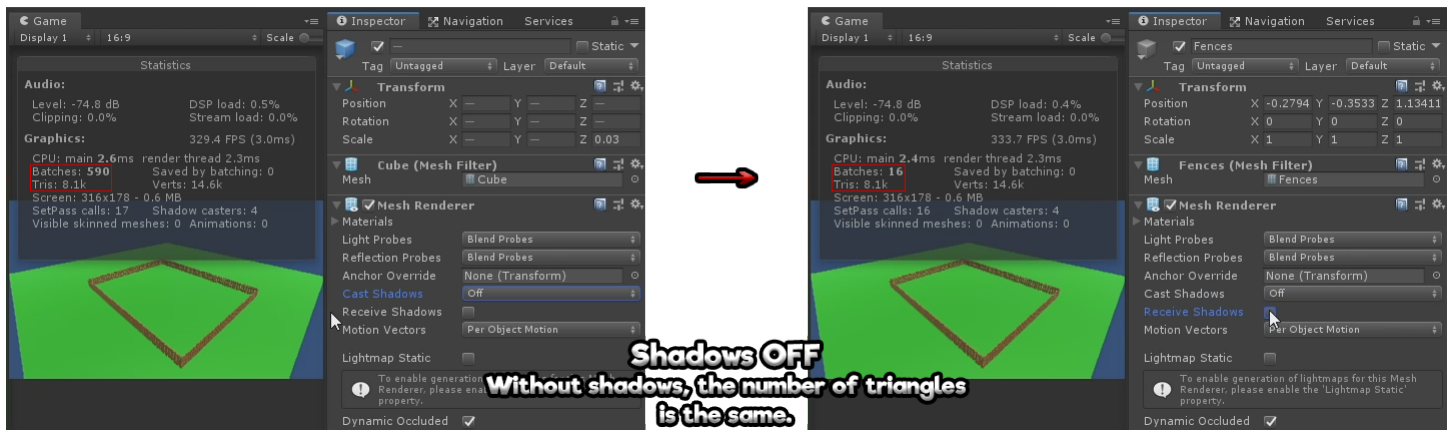 Game
Display 1 16:9 Scale
Statistics
Audio:
Level: -74.8 dB DSP load: 0.5%
Clipping: 0.0% Stream load: 0.0%
Graphics: 329.4 FPS (3.0ms)
CPU: main 2.6ms render thread 2.3ms
Batches: 590 Saved by batching: 0
Tris: 8.1k Verts: 14.6k
Screen: 316x178 - 0.6 MB
SetPass calls: 17 Shadow casters: 4
Visible skinned meshes: 0 Animations: 0
Inspector Navigation Services
— Static
Tag Untagged Layer Default
Transform
Position X — Y — Z —
Rotation X — Y — Z —
Scale X — Y — Z 0.03
Cube (Mesh Filter)
Mesh Cube
Mesh Renderer
Materials
Light Probes Blend Probes
Reflection Probes Blend Probes
Anchor Override None (Transform)
Cast Shadows Off
Receive Shadows
Motion Vectors Per Object Motion
Lightmap Static
To enable generation
Renderer, please
property.
Dynamic Occluded
Game
Display 1 16:9 Scale
Statistics
Audio:
Level: -74.8 dB DSP load: 0.4%
Clipping: 0.0% Stream load: 0.0%
Graphics: 333.7 FPS (3.0ms)
CPU: main 2.4ms render thread 2.3ms
Batches: 16 Saved by batching: 0
Tris: 8.1k Verts: 14.6k
Screen: 316x178 - 0.6 MB
SetPass calls: 16 Shadow casters: 4
Visible skinned meshes: 0 Animations: 0
Inspector Navigation Services
Fences Static
Tag Untagged Layer Default
Transform
Position X -0.2794 Y -0.3533 Z 1.13411
Rotation X 0 Y 0 Z 0
Scale X 1 Y 1 Z 1
Fences (Mesh Filter)
Mesh Fences
Mesh Renderer
Materials
Light Probes Blend Probes
Reflection Probes Blend Probes
Anchor Override None (Transform)
Cast Shadows Off
Receive Shadows
Motion Vectors Per Object Motion
Lightmap Static
To enable generation of lightmaps for this Mesh
Renderer, please enable the 'Lightmap Static'
property.
Dynamic Occluded
Shadows OFF
Without shadows, the number of triangles
is the same.